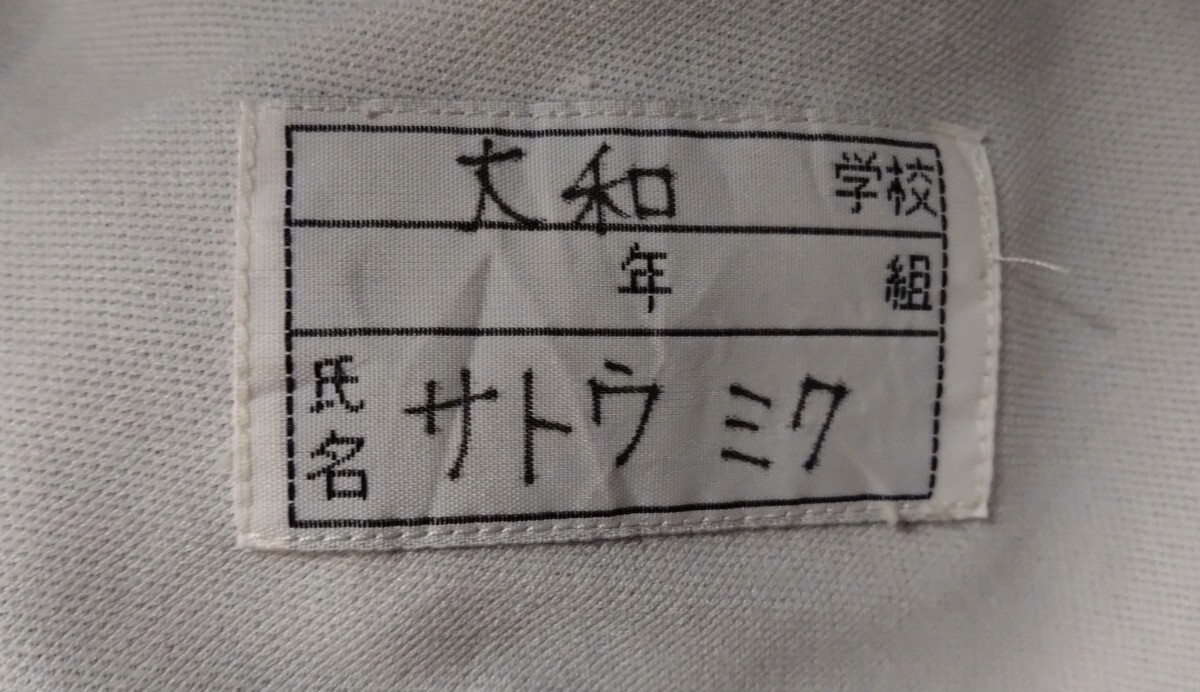 大和 学校
年 組
氏名 サトウ ミク